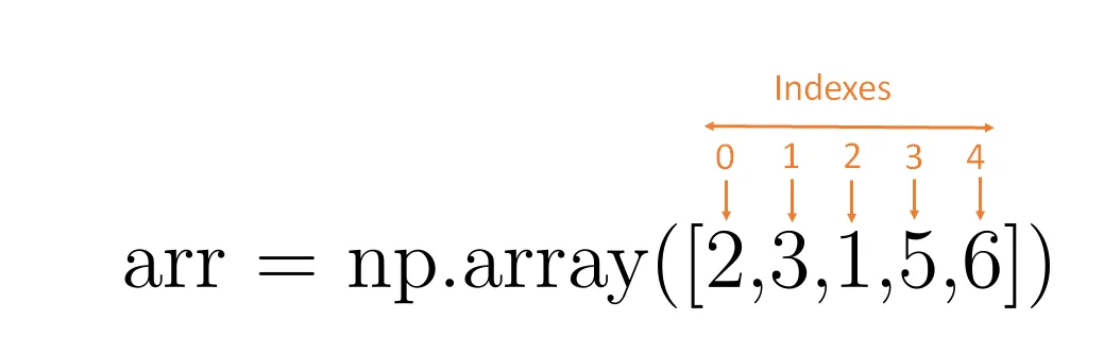 Indexes
0 1 2 3 4
arr = np.array([2,3,1,5,6])